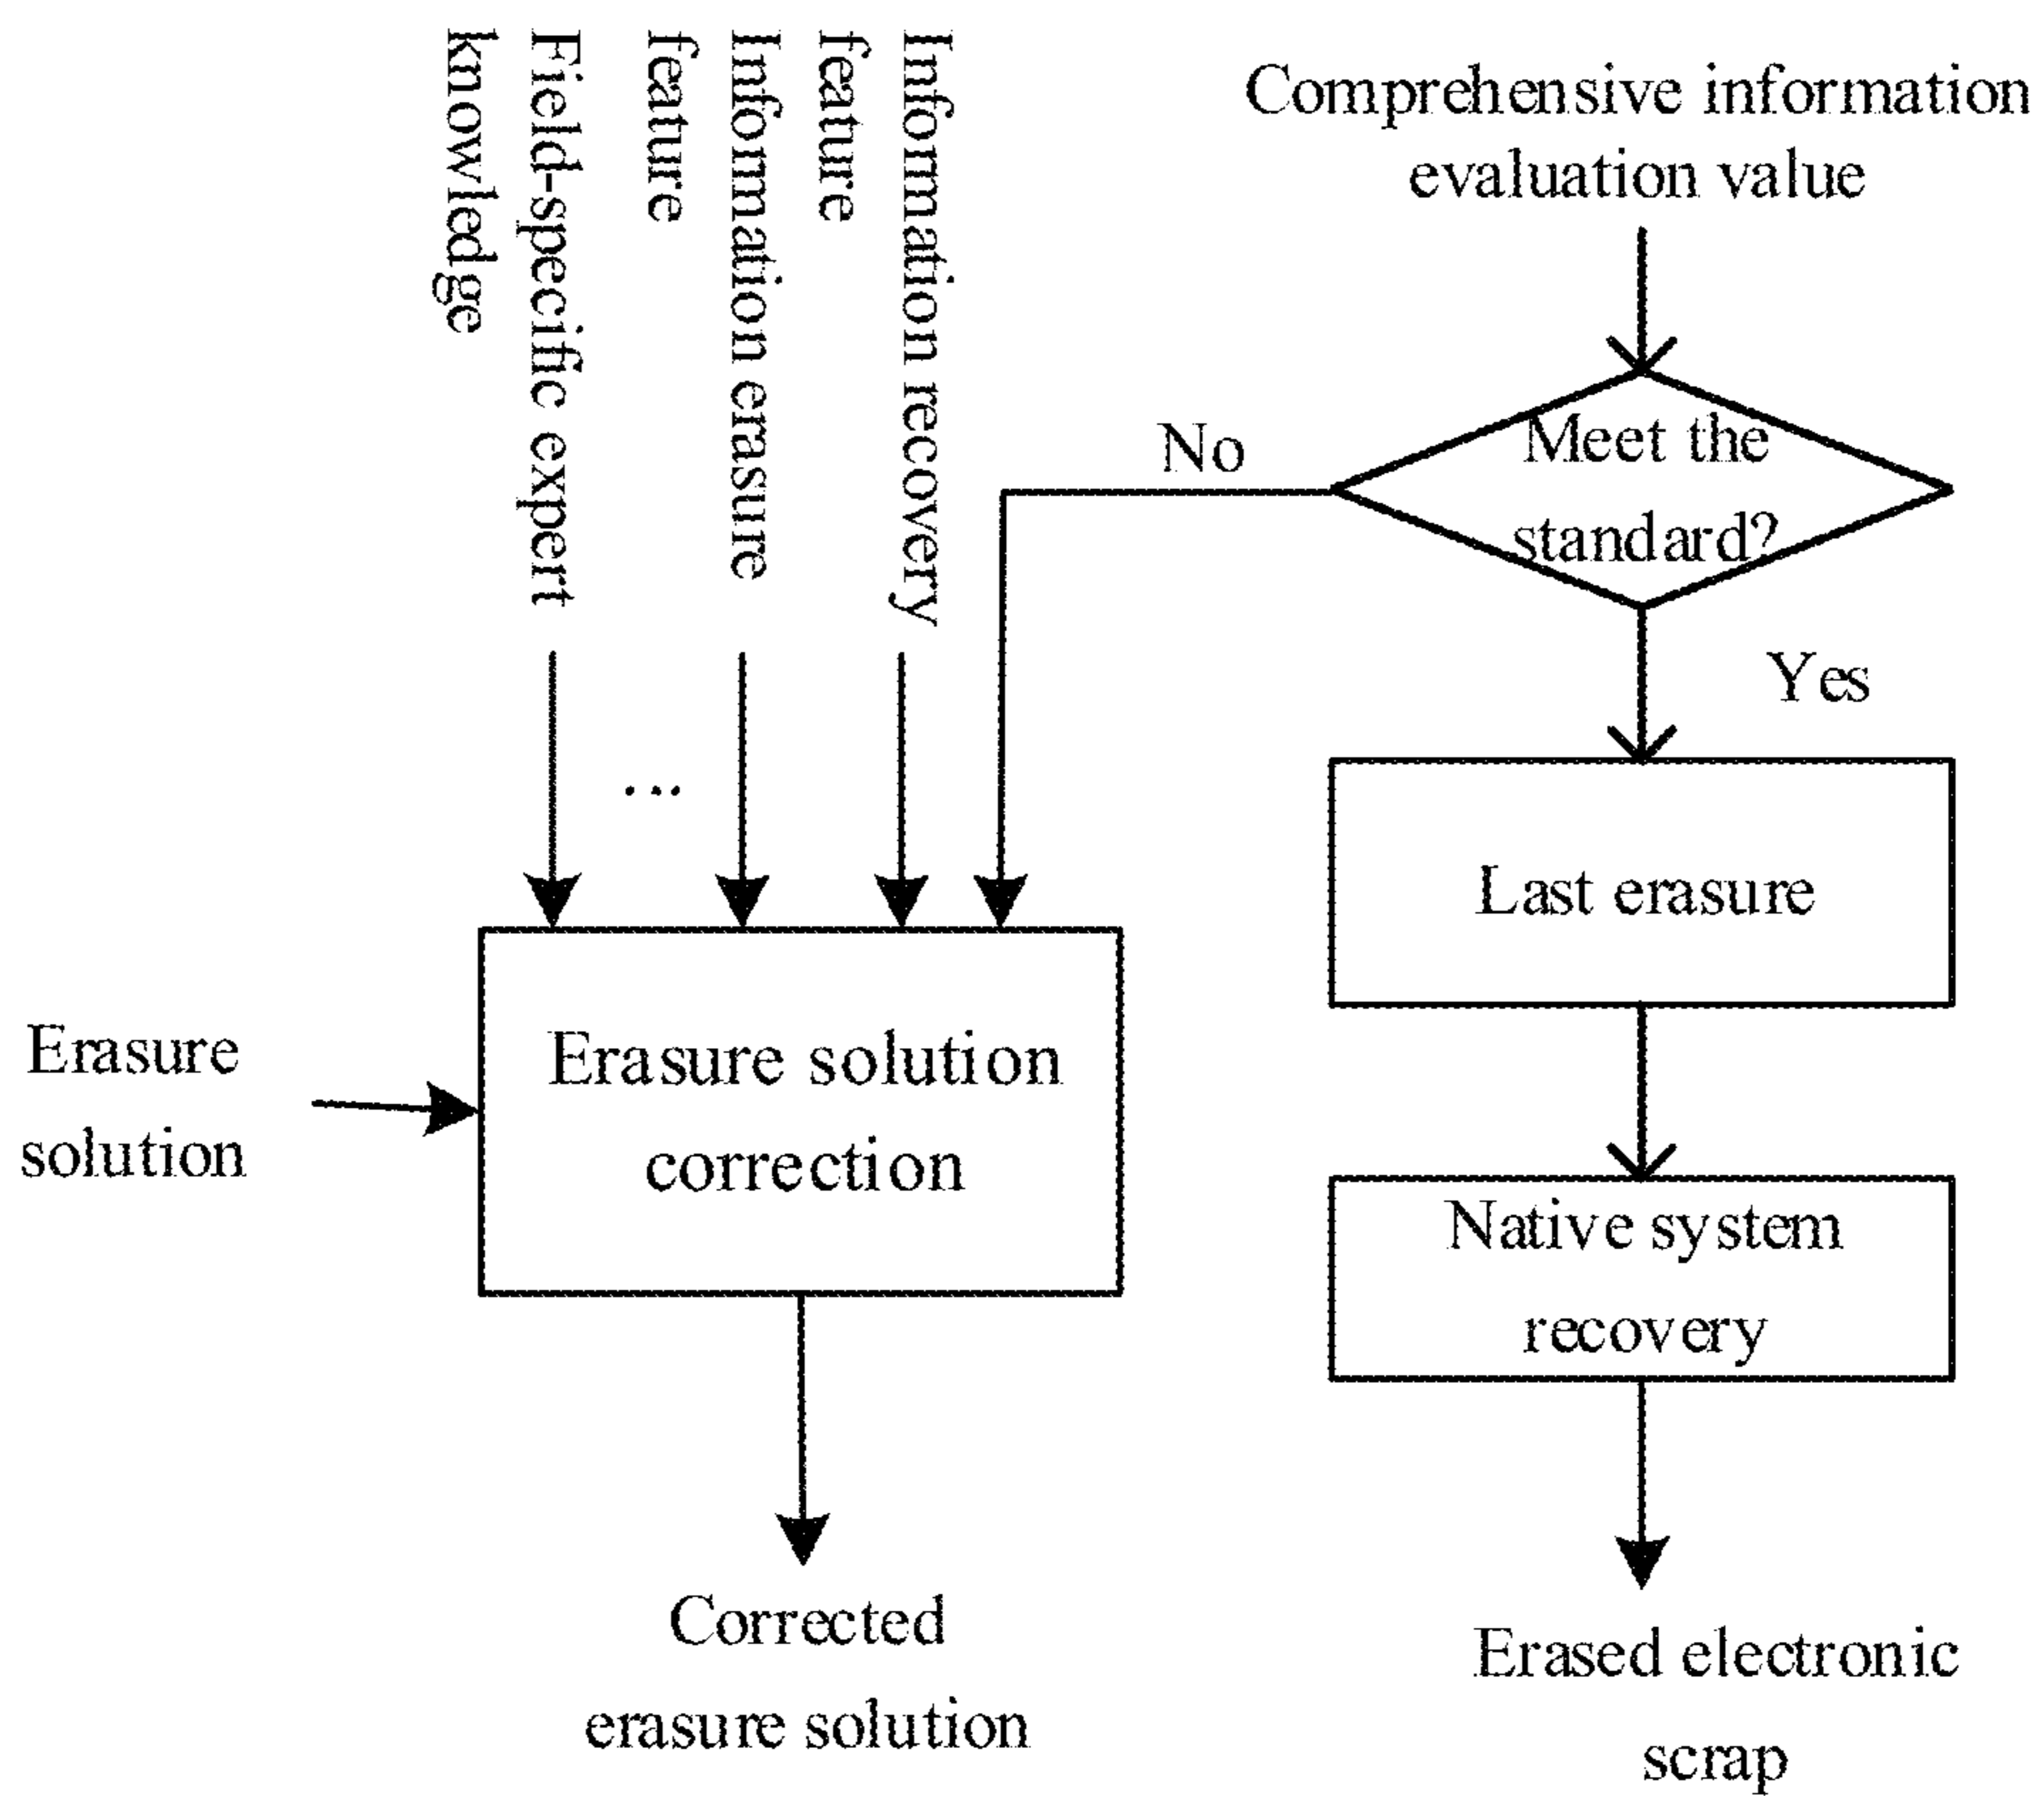 Field-specific expert
knowledge
Information erasure
feature
Information recovery
feature
Comprehensive information
evaluation value
Meet the
standard?
No
Yes
...
Last erasure
Erasure
solution
Erasure solution
correction
Native system
recovery
Corrected
erasure solution
Erased electronic
scrap